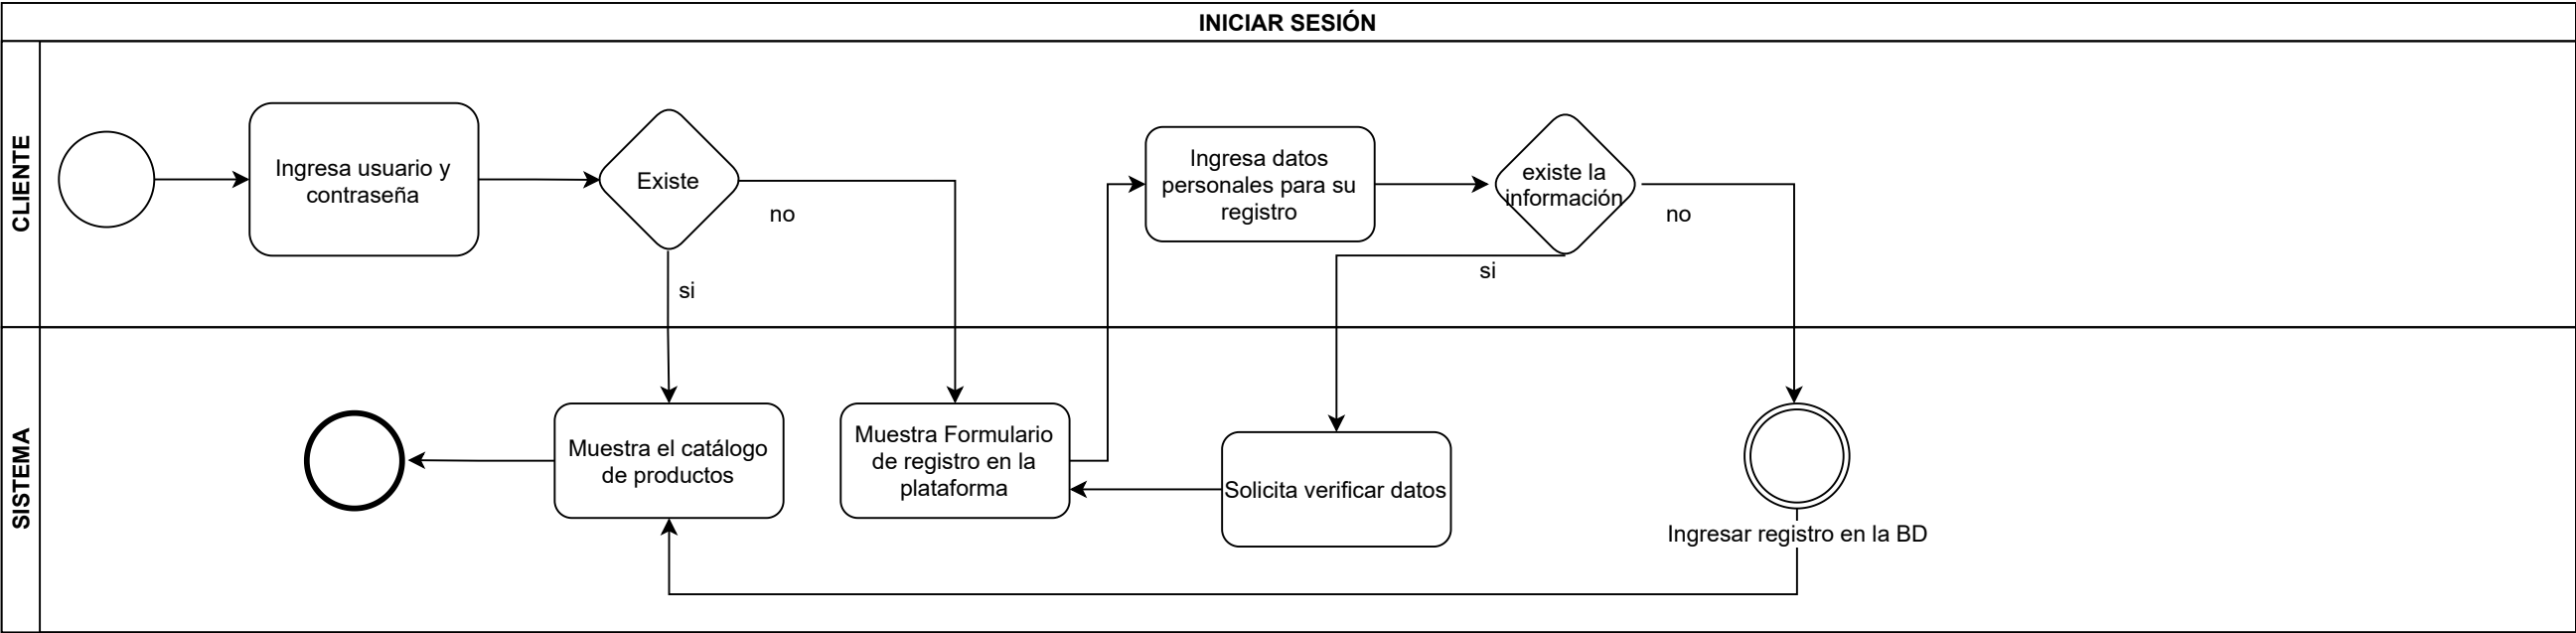 INICIAR SESIÓN
CLIENTE
Ingresa usuario y
contraseña
Existe
no
si
Ingresa datos
personales para su
registro
existe la
información
no
si
SISTEMA
Muestra el catálogo
de productos
Muestra Formulario
de registro en la
plataforma
Solicita verificar datos
Ingresar registro en la BD